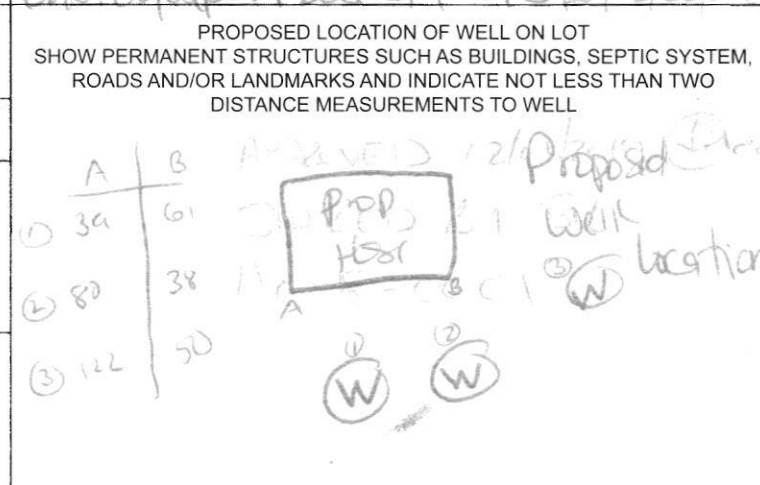 PROPOSED LOCATION OF WELL ON LOT
SHOW PERMANENT STRUCTURES SUCH AS BUILDINGS, SEPTIC SYSTEM,
ROADS AND/OR LANDMARKS AND INDICATE NOT LESS THAN TWO
DISTANCE MEASUREMENTS TO WELL
A B
① 39 61
② 80 38
③ 122 50
Prop
HSE
A B
Proposed
Well
Location
③ W
① W
② W